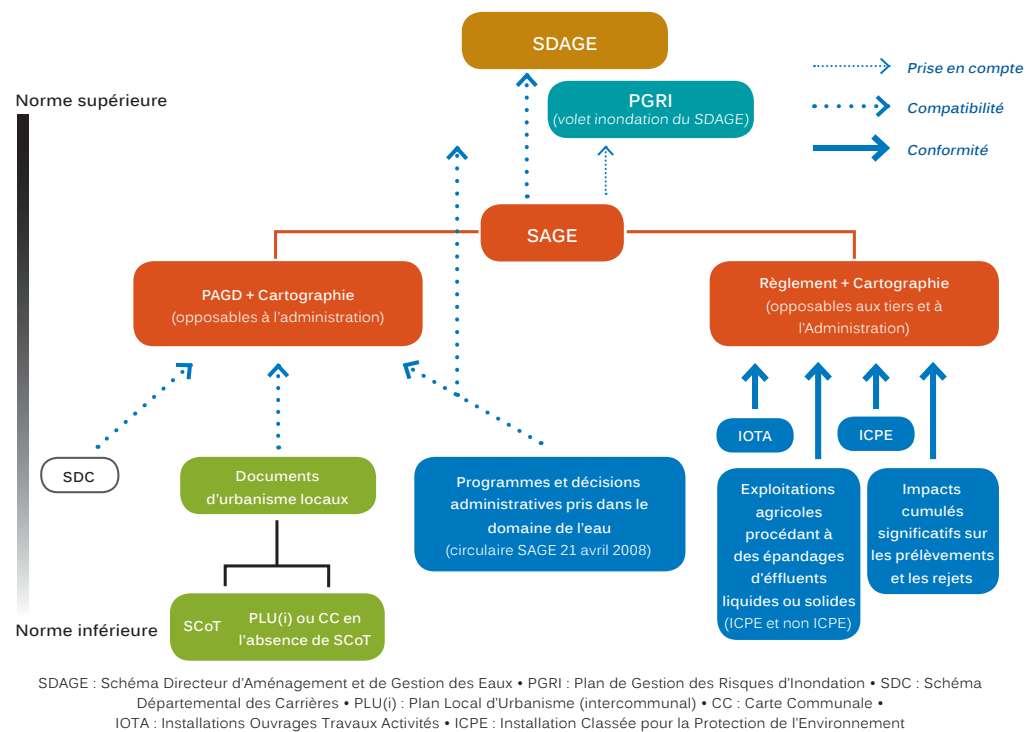 SDAGE
Prise en compte
Norme supérieure
PGRI
(volet inondation du SDAGE)
Compatibilité
Conformité
SAGE
PAGD + Cartographie
(opposables à l'administration)
Règlement + Cartographie
(opposables aux tiers et à
l'Administration)
IOTA
ICPE
SDC
Documents
d'urbanisme locaux
Programmes et décisions
administratives pris dans le
domaine de l'eau
(circulaire SAGE 21 avril 2008)
Exploitations
agricoles
procédant à
des épandages
d'éffluents
liquides ou solides
(ICPE et non ICPE)
Impacts
cumulés
significatifs sur
les prélèvements
et les rejets
Norme inférieure
SCoT
PLU(i) ou CC en
l'absence de SCoT
SDAGE : Schéma Directeur d'Aménagement et de Gestion des Eaux • PGRI : Plan de Gestion des Risques d'Inondation • SDC : Schéma
Départemental des Carrières • PLU(i) : Plan Local d'Urbanisme (intercommunal) • CC : Carte Communale •
IOTA : Installations Ouvrages Travaux Activités • ICPE : Installation Classée pour la Protection de l'Environnement